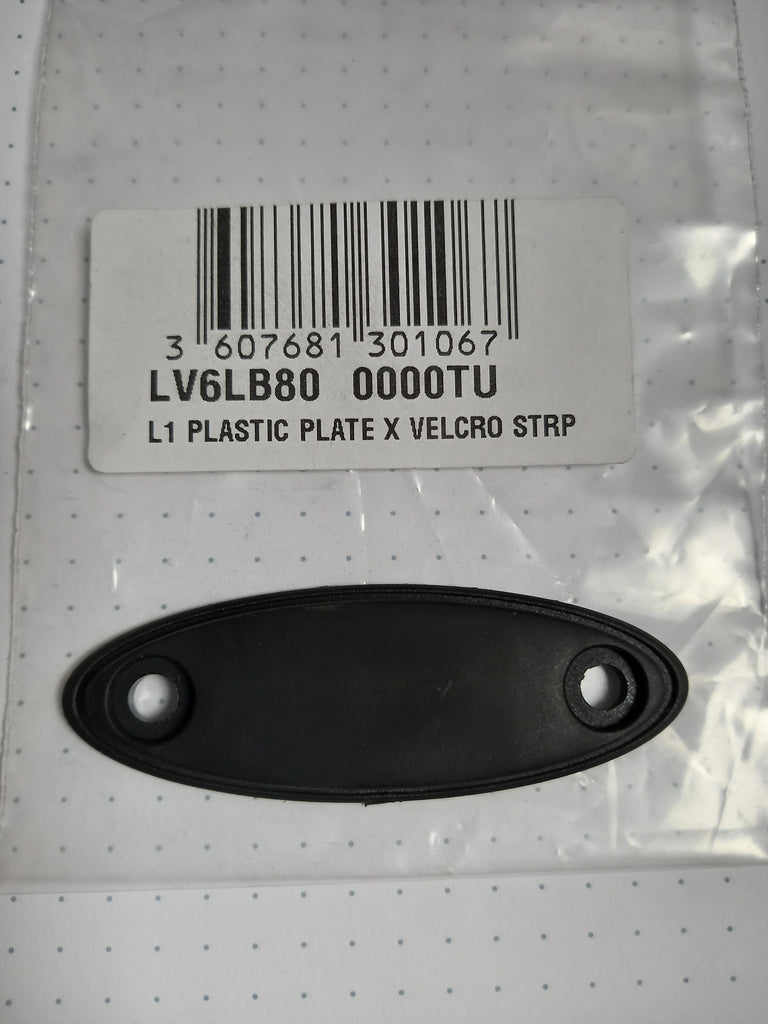 3 607681 301067
LV6LB80 0000TU
L1 PLASTIC PLATE X VELCRO STRP